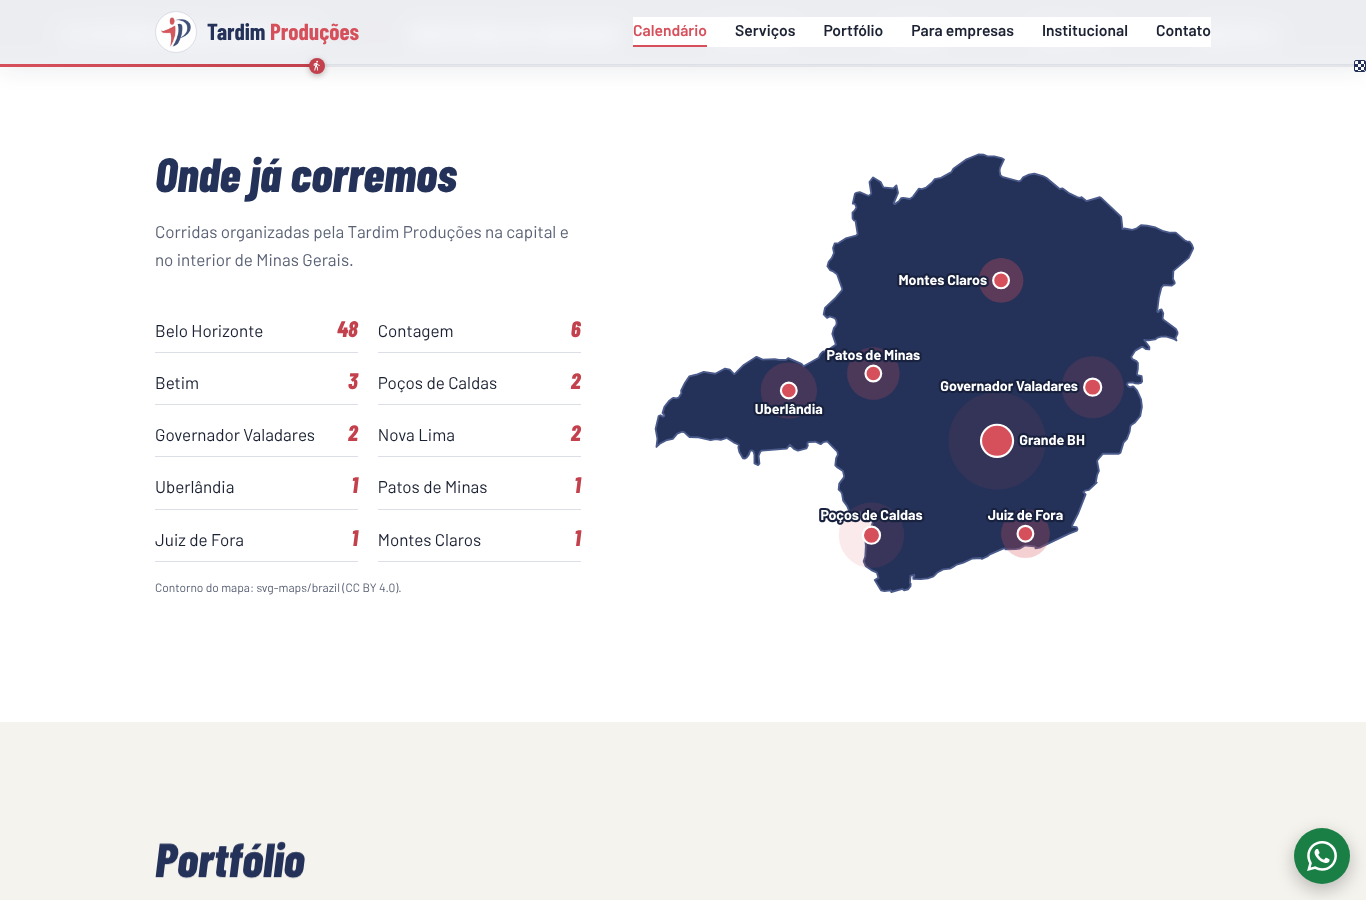 Tardim Produções
Calendário
Serviços
Portfólio
Para empresas
Institucional
Contato
Onde já corremos
Corridas organizadas pela Tardim Produções na capital e
no interior de Minas Gerais.
Belo Horizonte 48
Contagem 6
Betim 3
Poços de Caldas 2
Governador Valadares 2
Nova Lima 2
Uberlândia 1
Patos de Minas 1
Juiz de Fora 1
Montes Claros 1
Contorno do mapa: svg-maps/brazil (CC BY 4.0).
Montes Claros
Patos de Minas
Governador Valadares
Uberlândia
Grande BH
Poços de Caldas
Juiz de Fora
Portfólio